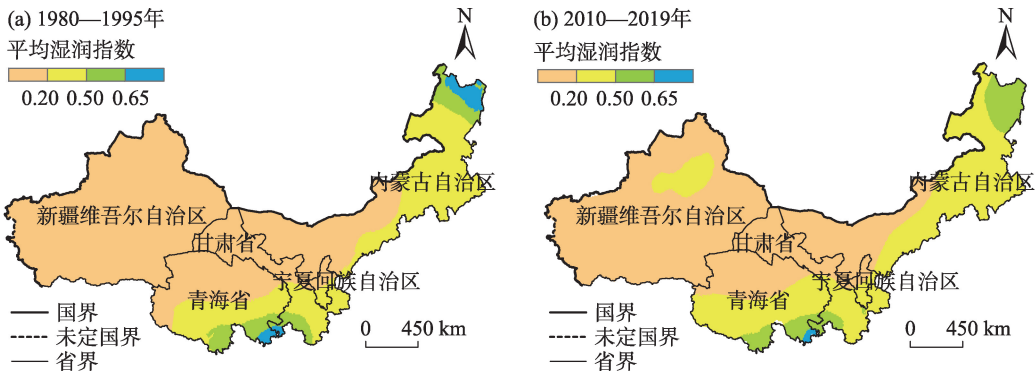 (a) 1980—1995年
N
平均湿润指数
0.20 0.50 0.65
内蒙古自治区
新疆维吾尔自治区
甘肃省
宁夏回族自治区
青海省
国界
未定国界
省界
0 450 km
(b) 2010—2019年
N
平均湿润指数
0.20 0.50 0.65
内蒙古自治区
新疆维吾尔自治区
甘肃省
宁夏回族自治区
青海省
国界
未定国界
省界
0 450 km